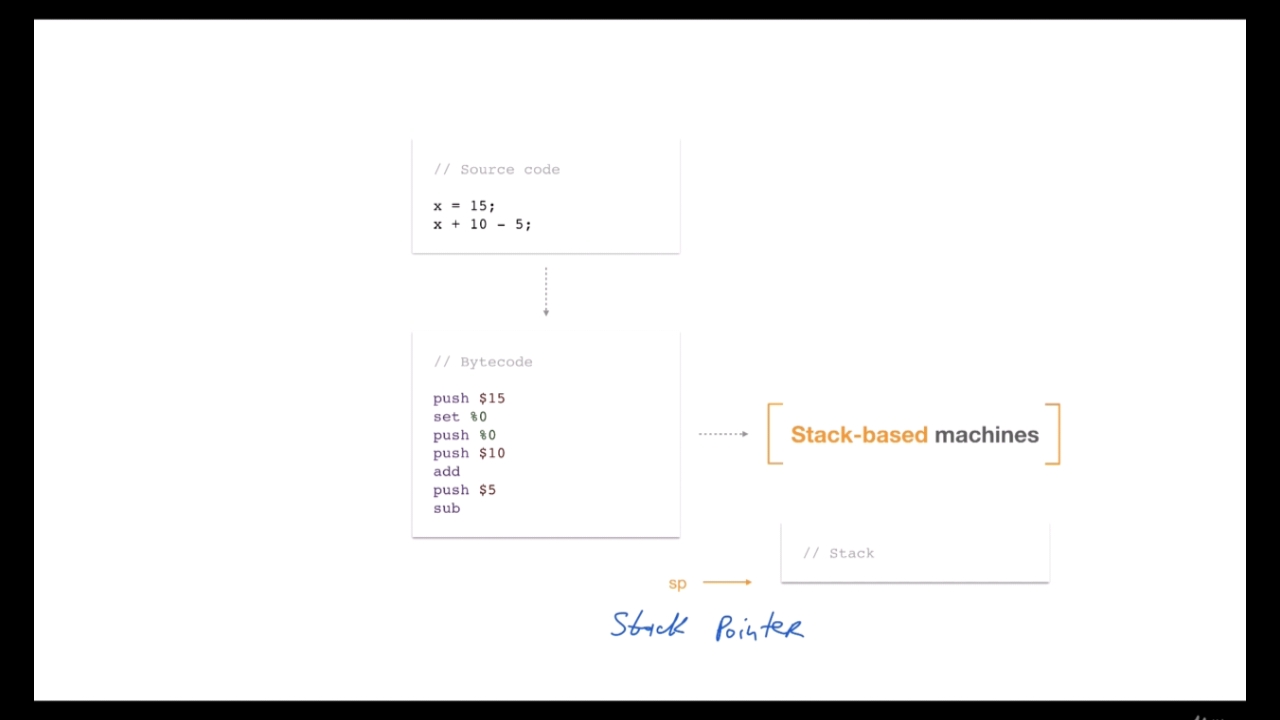 // Source code
x = 15;
x + 10 - 5;
// Bytecode
push $15
set %0
push %0
push $10
add
push $5
sub
Stack-based machines
// Stack
sp
Stack Pointer